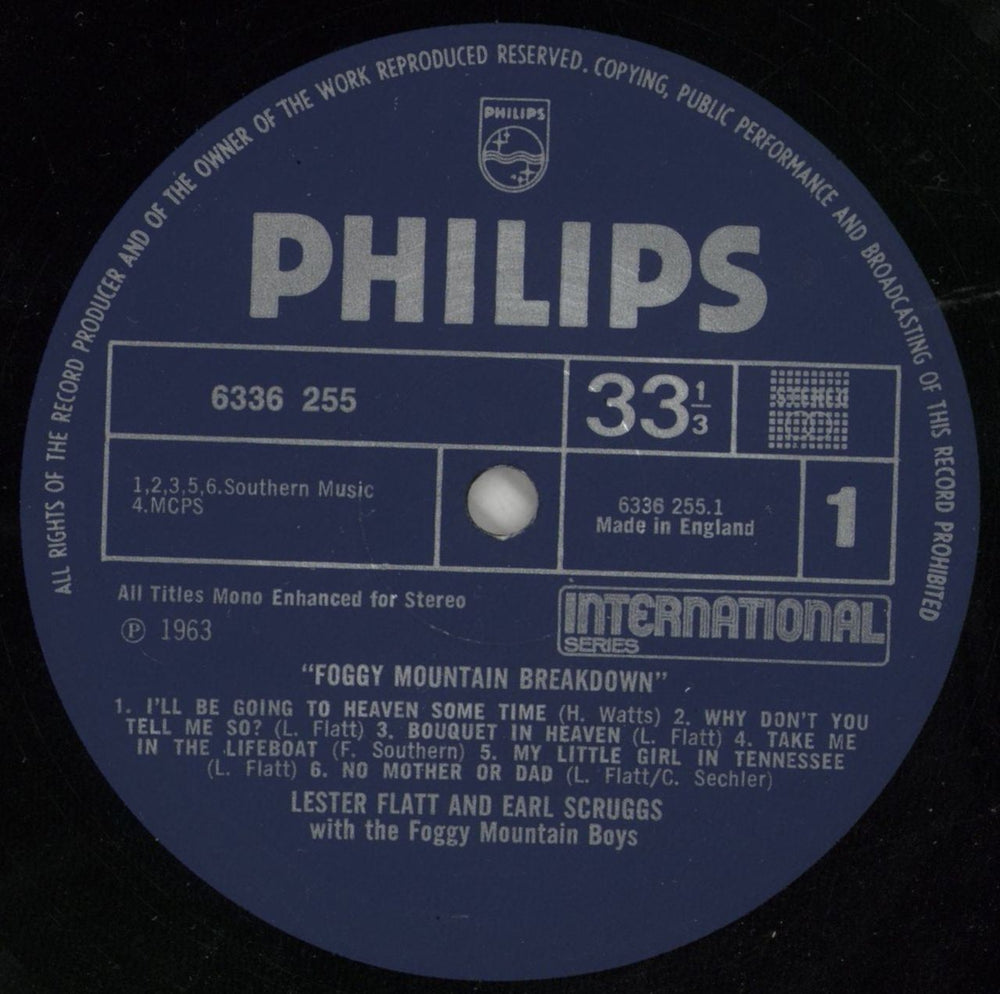 ALL RIGHTS OF THE RECORD PRODUCER AND OF THE OWNER OF THE WORK REPRODUCED RESERVED. COPYING, PUBLIC PERFORMANCE AND BROADCASTING OF THIS RECORD PROHIBITED
PHILIPS
PHILIPS
6336 255
33 1/3
STEREO
1,2,3,5,6.Southern Music
4.MCPS
6336 255.1
Made in England
1
All Titles Mono Enhanced for Stereo
Ⓟ 1963
INTERNATIONAL
SERIES
"FOGGY MOUNTAIN BREAKDOWN"
1. I'LL BE GOING TO HEAVEN SOME TIME (H. Watts) 2. WHY DON'T YOU
TELL ME SO? (L. Flatt) 3. BOUQUET IN HEAVEN (L. Flatt) 4. TAKE ME
IN THE LIFEBOAT (F. Southern) 5. MY LITTLE GIRL IN TENNESSEE
(L. Flatt) 6. NO MOTHER OR DAD (L. Flatt/C. Sechler)
LESTER FLATT AND EARL SCRUGGS
with the Foggy Mountain Boys